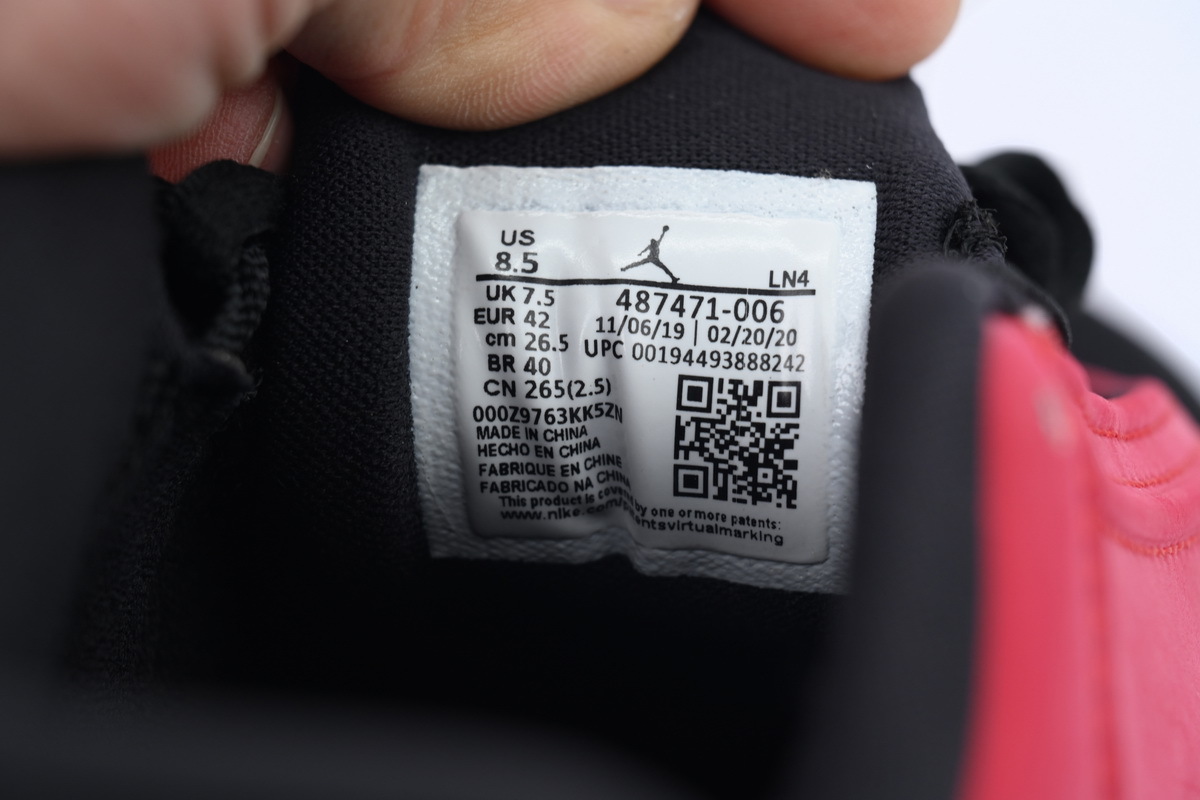 US
8.5
LN4
UK 7.5
EUR 42
cm 26.5
BR 40
CN 265(2.5)
487471-006
11/06/19 | 02/20/20
UPC 00194493888242
000Z9763KK5ZN
MADE IN CHINA
HECHO EN CHINA
FABRIQUE EN CHINE
FABRICADO NA CHINA
This product is covered by one or more patents:
www.nike.com/patentsvirtualmarking